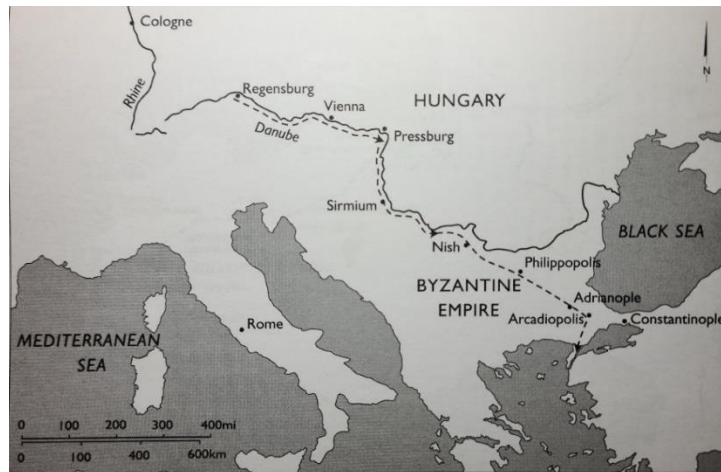 Cologne
Rhine
Regensburg
Vienna
HUNGARY
Danube
Pressburg
N
Sirmium
Nish
BLACK SEA
Philippopolis
BYZANTINE
EMPIRE
Adrianople
Arcadiopolis
Constantinople
Rome
MEDITERRANEAN
SEA
0 100 200 300 400mi
0 100 250 400 600km